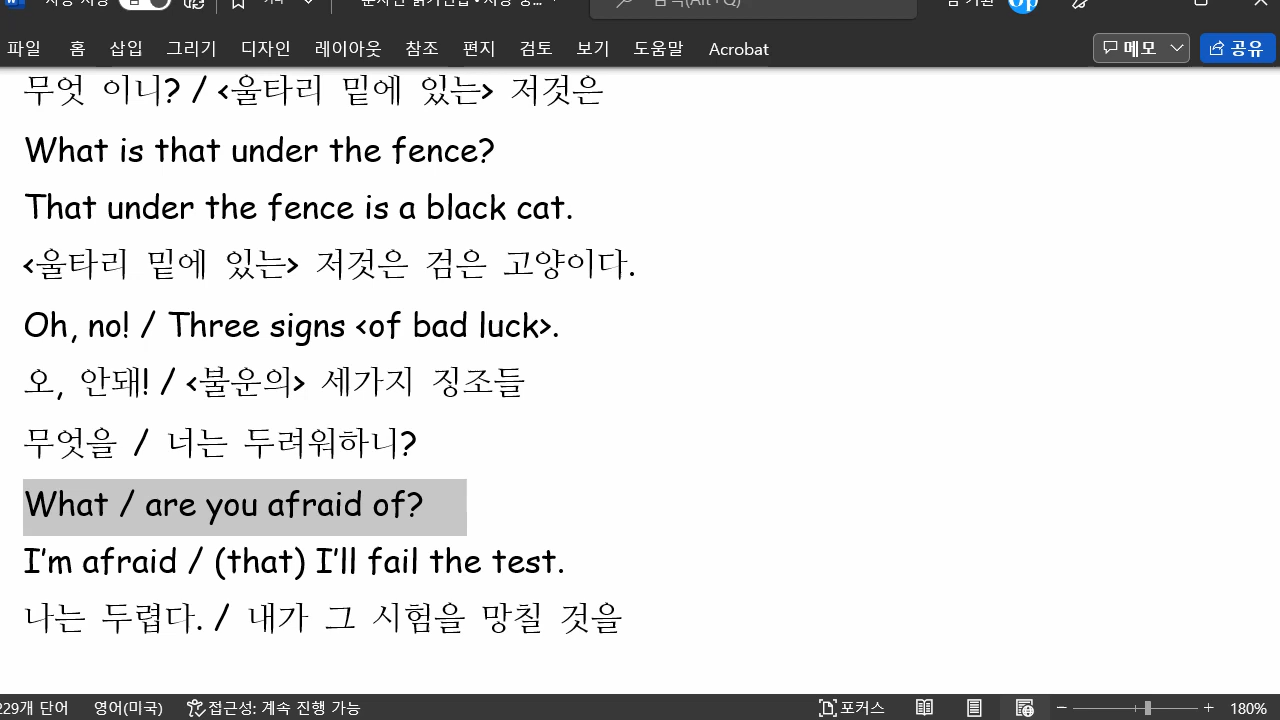 파일 홈 삽입 그리기 디자인 레이아웃 참조 편지 검토 보기 도움말 Acrobat 메모 공유
무엇 이니? / <울타리 밑에 있는> 저것은
What is that under the fence?
That under the fence is a black cat.
<울타리 밑에 있는> 저것은 검은 고양이다.
Oh, no! / Three signs <of bad luck>.
오, 안돼! / <불운의> 세가지 징조들
무엇을 / 너는 두려워하니?
What / are you afraid of?
I'm afraid / (that) I'll fail the test.
나는 두렵다. / 내가 그 시험을 망칠 것을
229개 단어 영어(미국) 접근성: 계속 진행 가능 포커스 180%